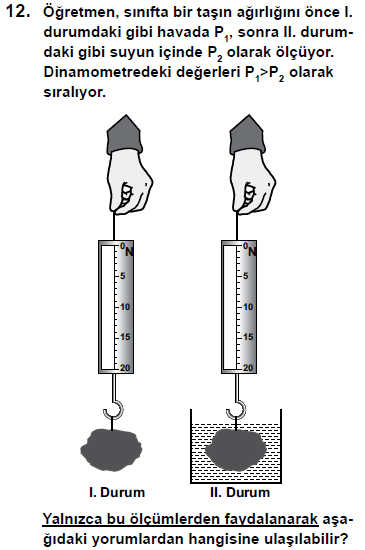 12. Öğretmen, sınıfta bir taşın ağırlığını önce I.
durumdaki gibi havada P₁, sonra II. durum-
daki gibi suyun içinde P₂ olarak ölçüyor.
Dinamometredeki değerleri P₁>P₂ olarak
sıralıyor.
0 N 0 N
5 5
10 10
15 15
20 20
I. Durum II. Durum
Yalnızca bu ölçümlerden faydalanarak aşa-
ğıdaki yorumlardan hangisine ulaşılabilir?